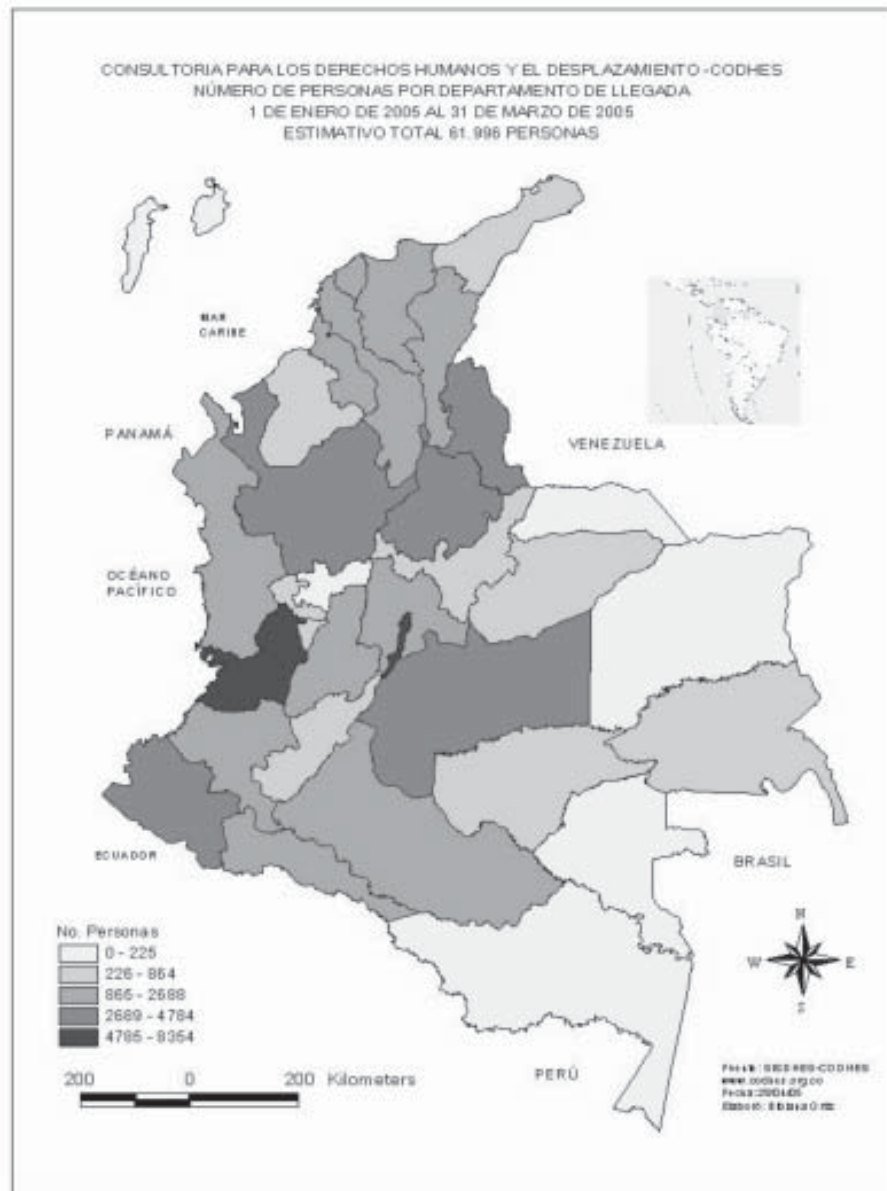 CONSULTORIA PARA LOS DERECHOS HUMANOS Y EL DESPLAZAMIENTO -CODHES
NÚMERO DE PERSONAS POR DEPARTAMENTO DE LLEGADA
1 DE ENERO DE 2005 AL 31 DE MARZO DE 2005
ESTIMATIVO TOTAL 61.996 PERSONAS
MAR
CARIBE
PANAMÁ
VENEZUELA
OCÉANO
PACÍFICO
ECUADOR
BRASIL
No. Personas
0 - 225
226 - 864
865 - 2688
2689 - 4784
4785 - 8354
N
W E
S
200 0 200 Kilometers
PERÚ
www.codhes.org.co